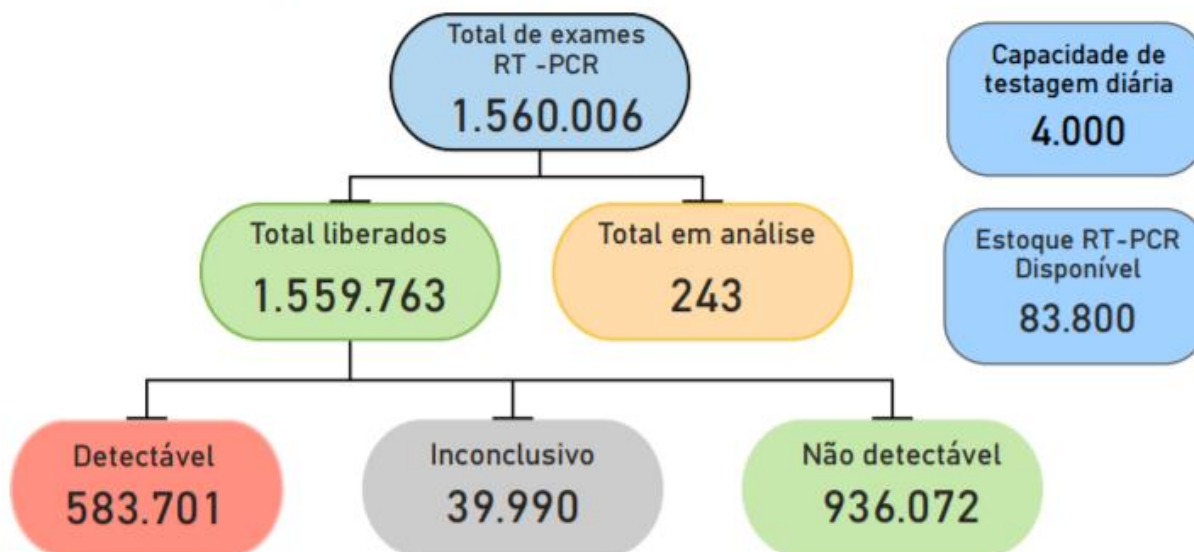 Total de exames
RT -PCR
1.560.006
Capacidade de
testagem diária
4.000
Total liberados
1.559.763
Total em análise
243
Estoque RT-PCR
Disponível
83.800
Detectável
583.701
Inconclusivo
39.990
Não detectável
936.072